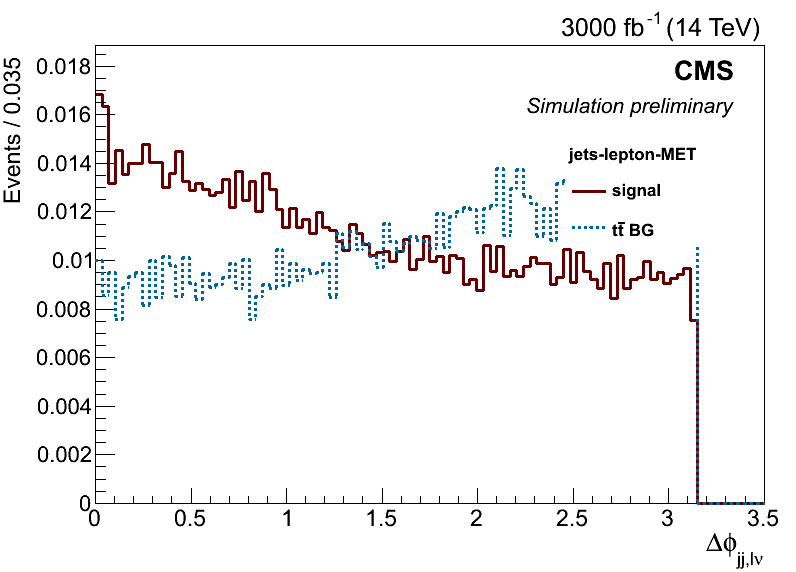 3000 fb⁻¹ (14 TeV)
CMS
Simulation preliminary
jets-lepton-MET
signal
tt̄ BG
Events / 0.035
0.018
0.016
0.014
0.012
0.01
0.008
0.006
0.004
0.002
0
0 0.5 1 1.5 2 2.5 3 3.5
Δϕjj,lν